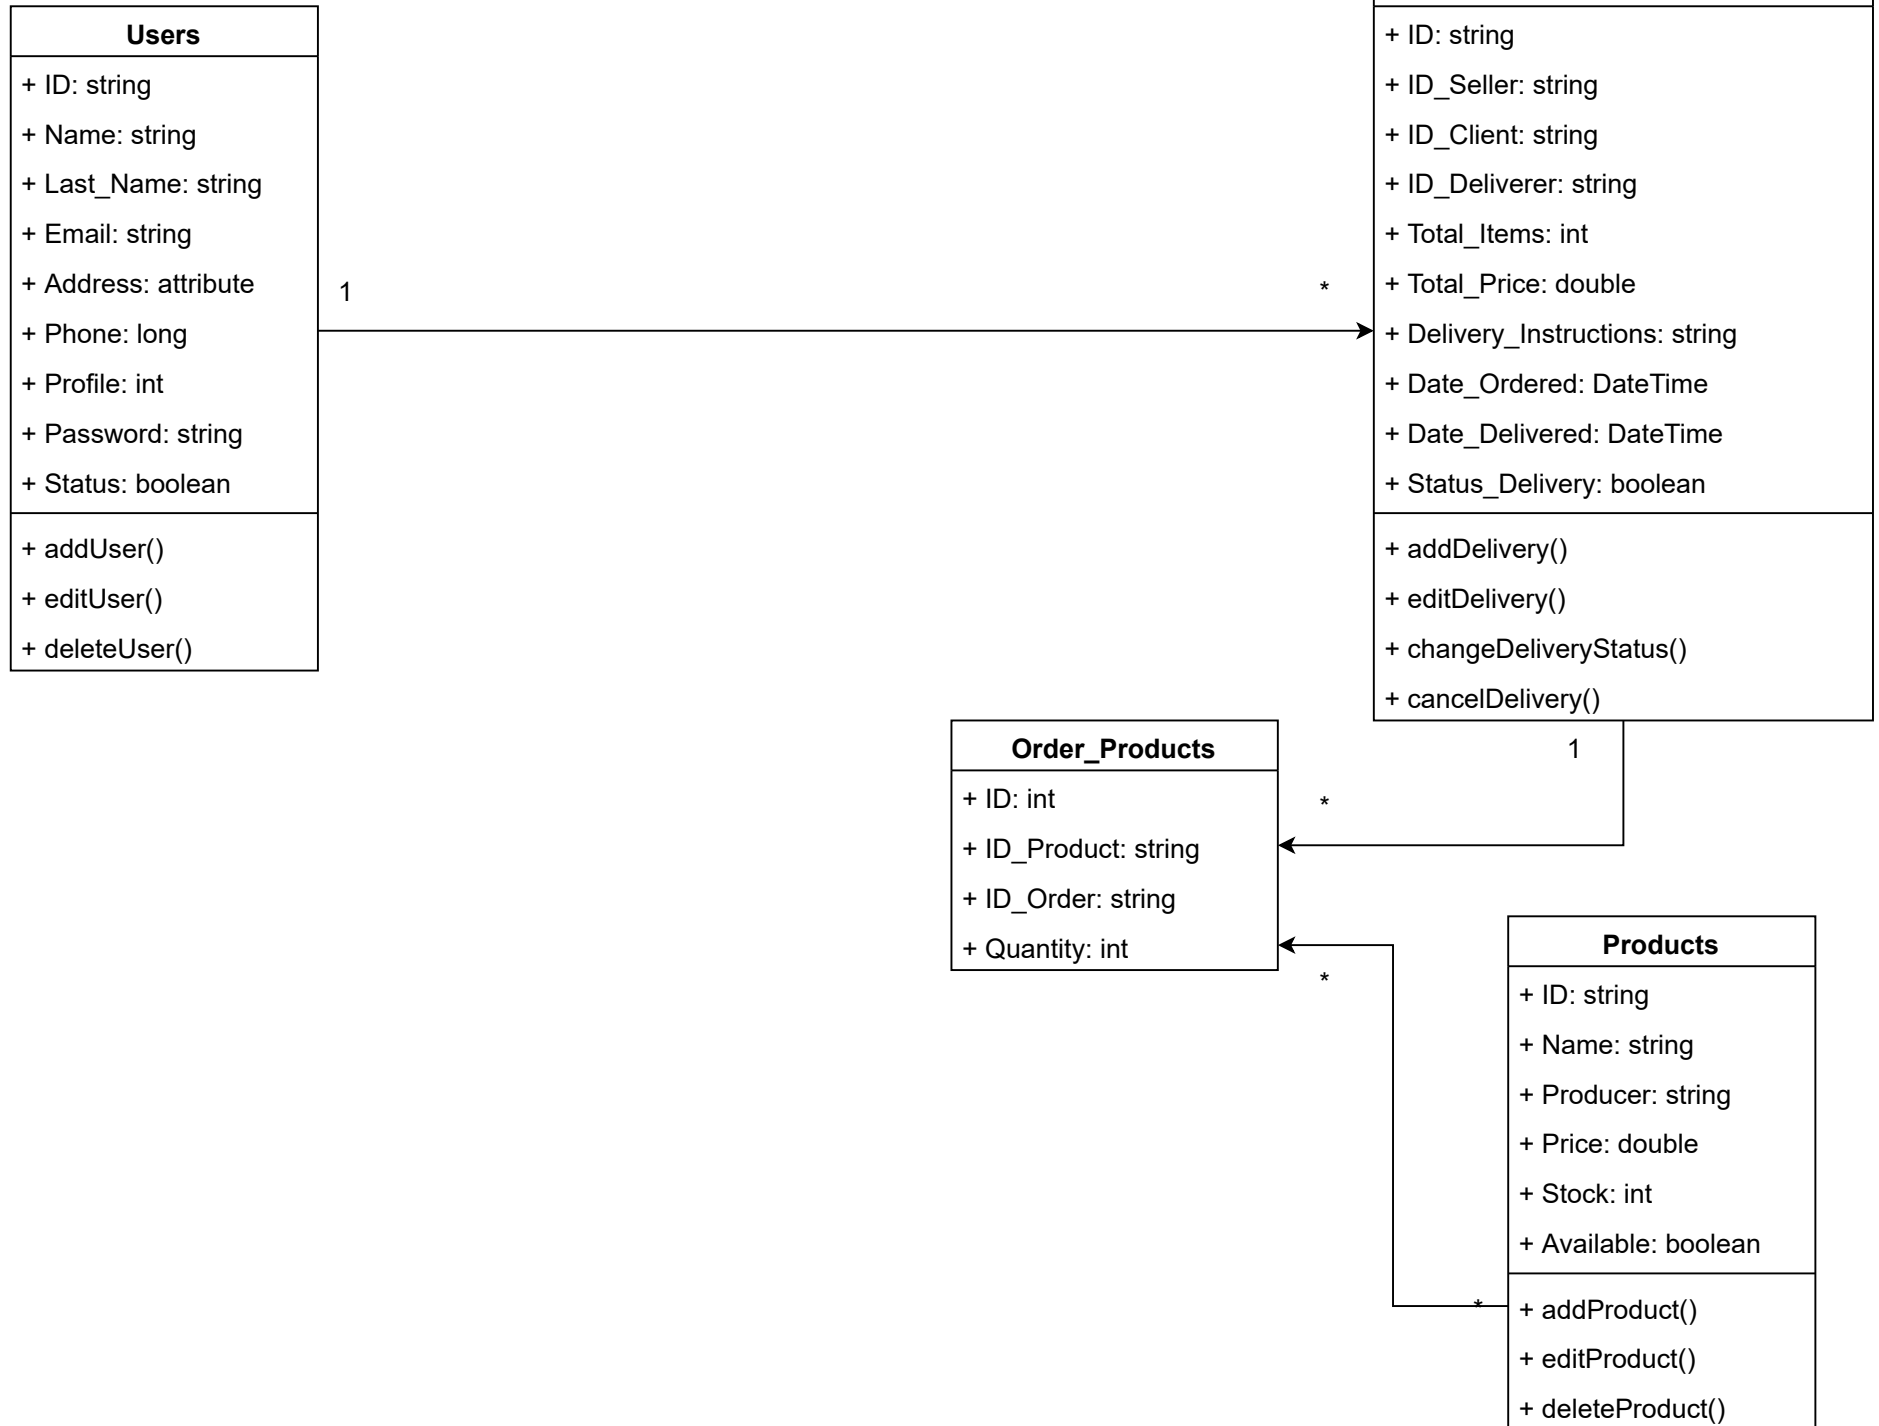 Users
+ ID: string
+ Name: string
+ Last_Name: string
+ Email: string
+ Address: attribute
+ Phone: long
+ Profile: int
+ Password: string
+ Status: boolean
+ addUser()
+ editUser()
+ deleteUser()
1
*
+ ID: string
+ ID_Seller: string
+ ID_Client: string
+ ID_Deliverer: string
+ Total_Items: int
+ Total_Price: double
+ Delivery_Instructions: string
+ Date_Ordered: DateTime
+ Date_Delivered: DateTime
+ Status_Delivery: boolean
+ addDelivery()
+ editDelivery()
+ changeDeliveryStatus()
+ cancelDelivery()
1
*
Order_Products
+ ID: int
+ ID_Product: string
+ ID_Order: string
+ Quantity: int
*
*
Products
+ ID: string
+ Name: string
+ Producer: string
+ Price: double
+ Stock: int
+ Available: boolean
+ addProduct()
+ editProduct()
+ deleteProduct()